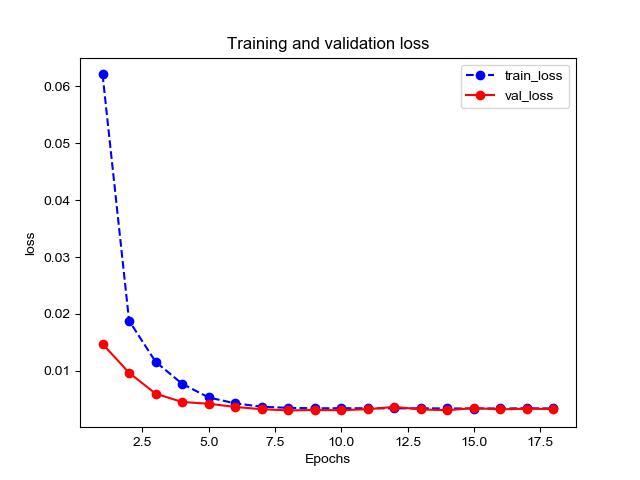 Training and validation loss
train_loss
val_loss
0.06
0.05
0.04
0.03
0.02
0.01
loss
2.5 5.0 7.5 10.0 12.5 15.0 17.5
Epochs